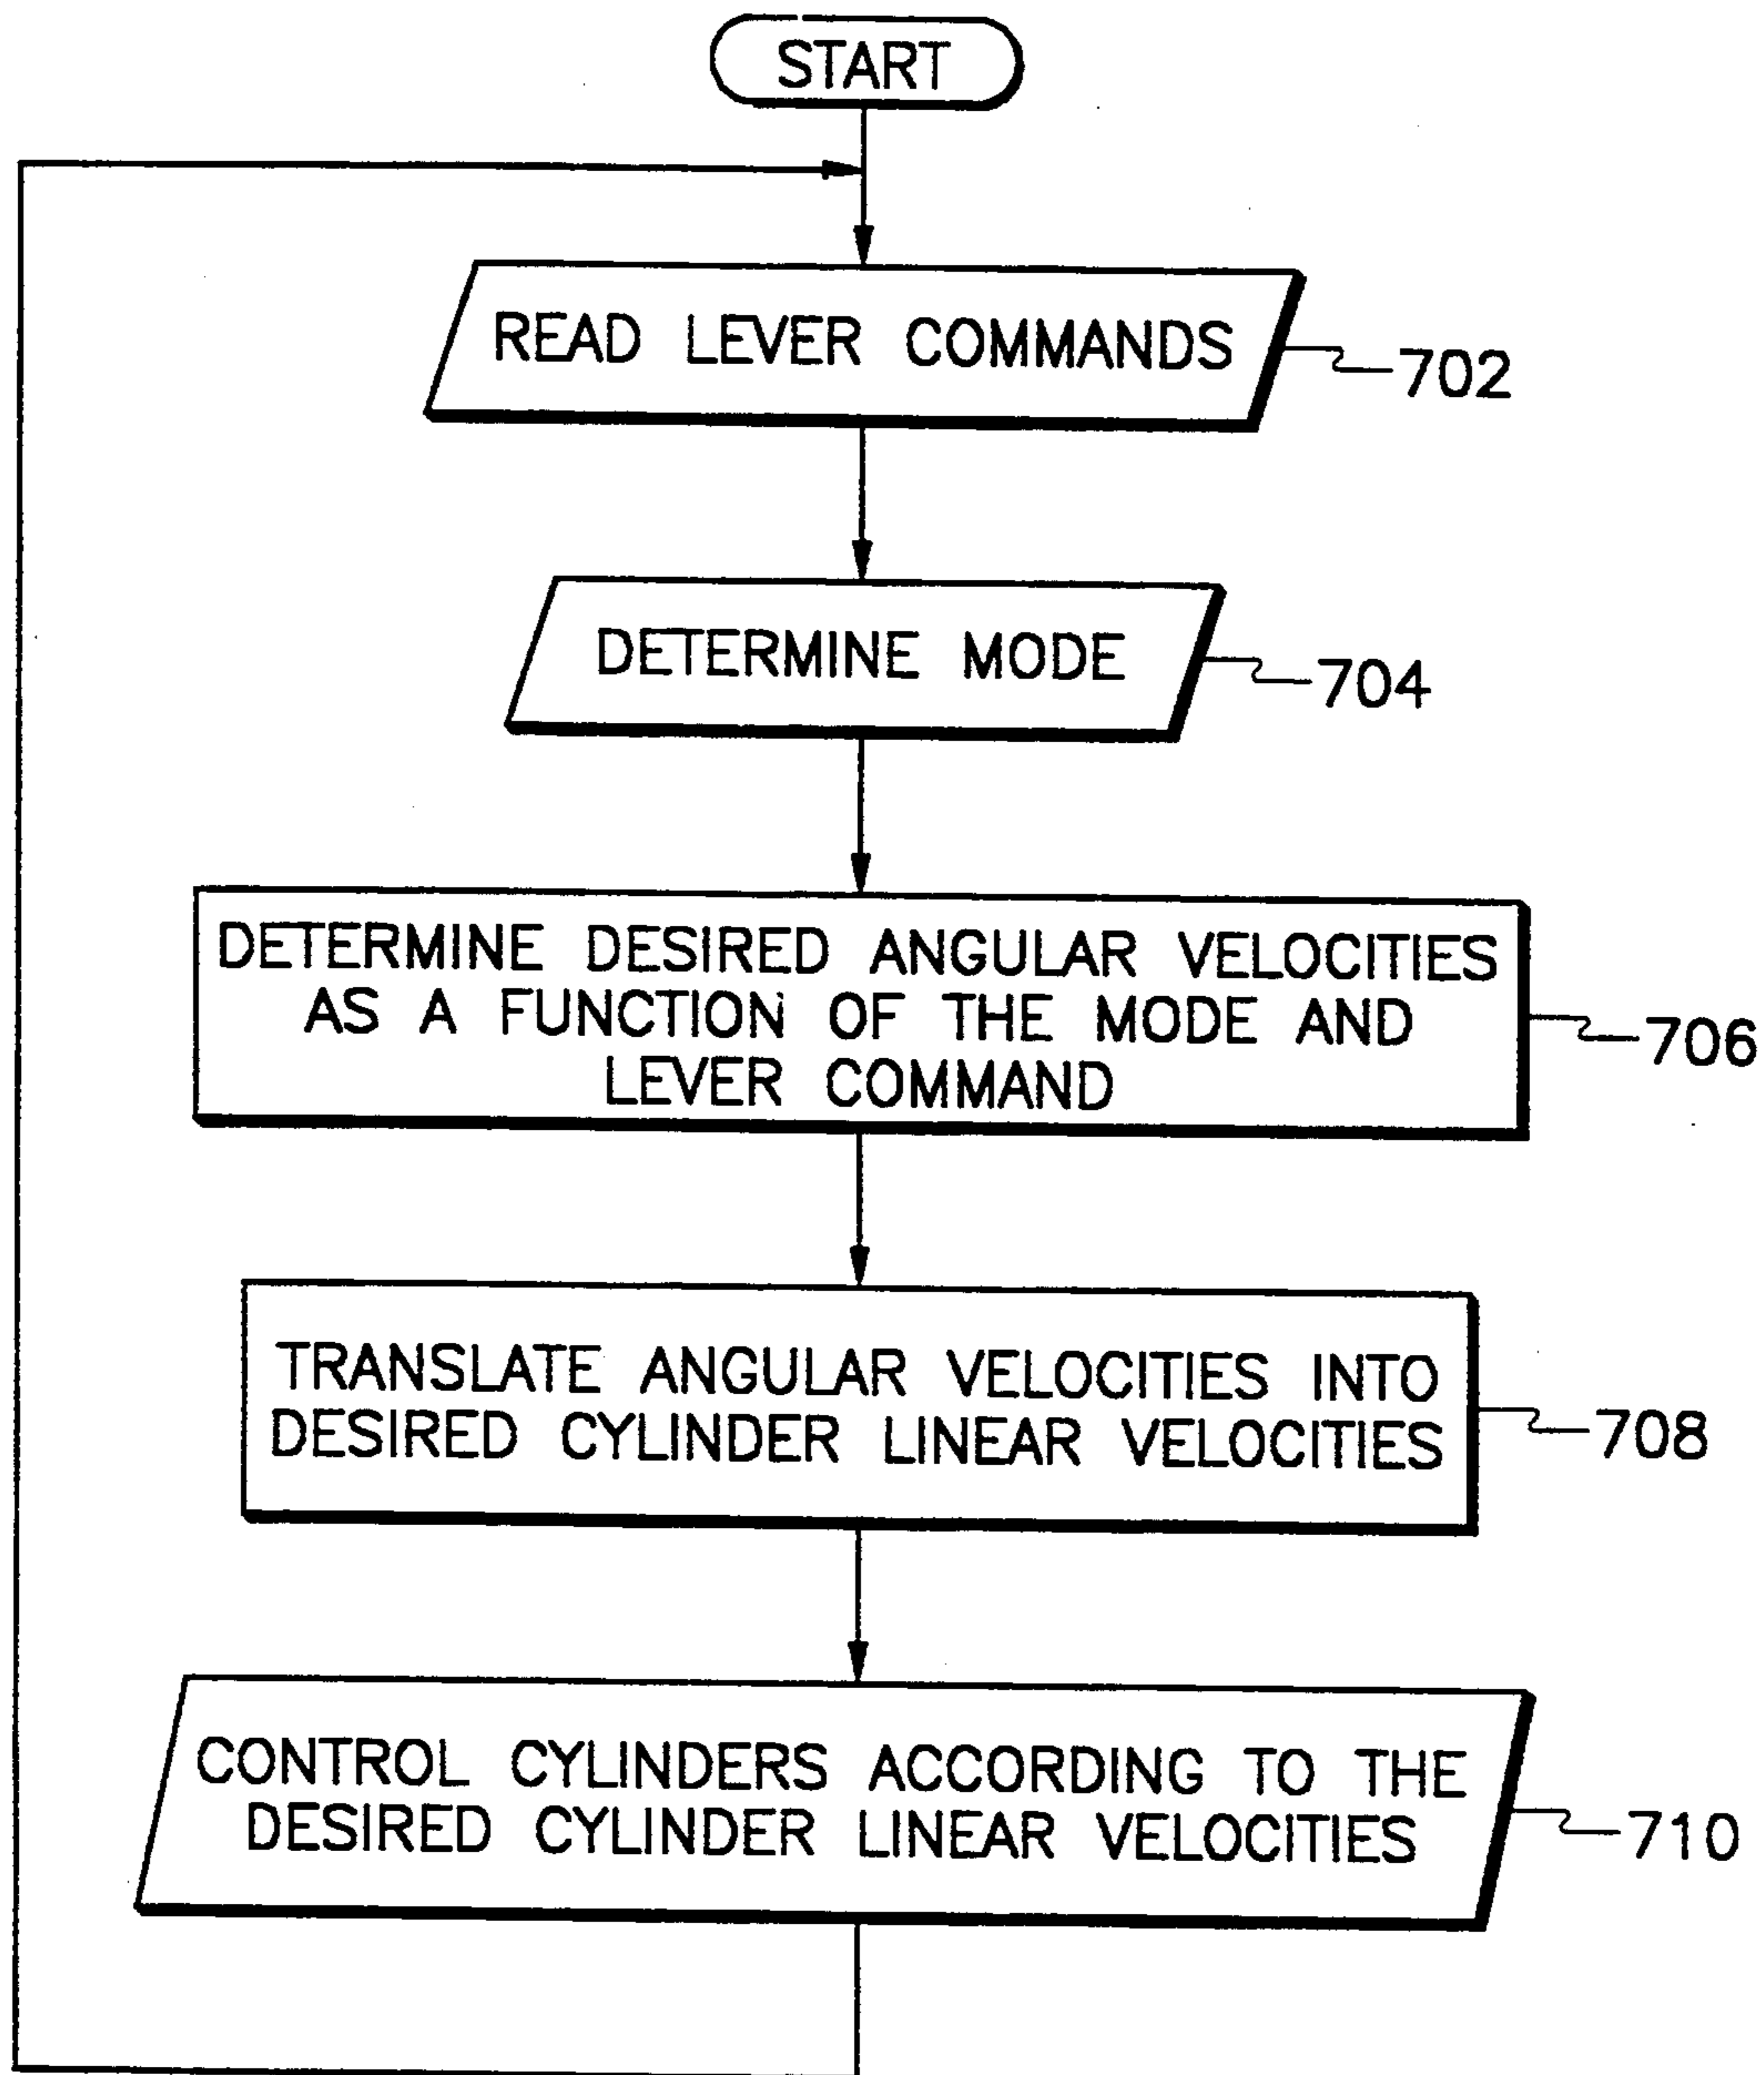 START
READ LEVER COMMANDS
702
DETERMINE MODE
704
DETERMINE DESIRED ANGULAR VELOCITIES
AS A FUNCTION OF THE MODE AND
LEVER COMMAND
706
TRANSLATE ANGULAR VELOCITIES INTO
DESIRED CYLINDER LINEAR VELOCITIES
708
CONTROL CYLINDERS ACCORDING TO THE
DESIRED CYLINDER LINEAR VELOCITIES
710